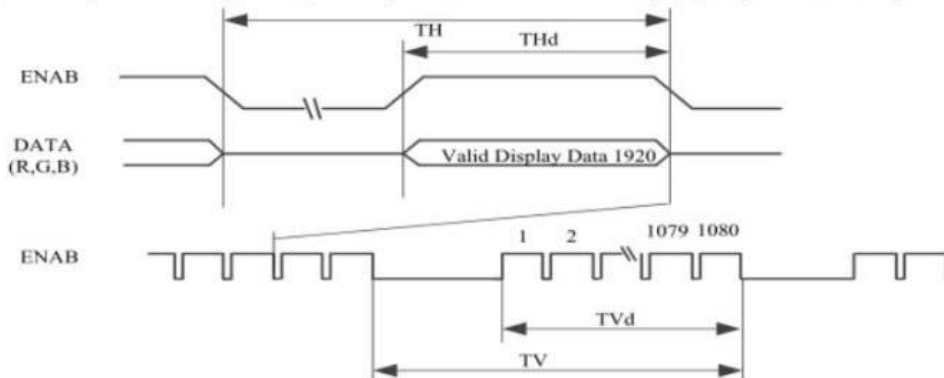 TH
THd
ENAB
DATA
(R,G,B)
Valid Display Data 1920
1 2 1079 1080
ENAB
TVd
TV